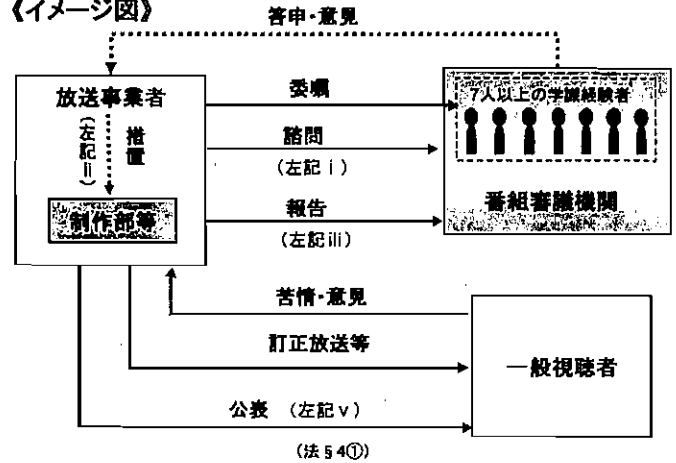 《イメージ図》
答申・意見
放送事業者
委嘱
7人以上の学識経験者
措置
(左記ⅱ)
諮問
(左記ⅰ)
番組審議機関
制作部等
報告
(左記ⅲ)
苦情・意見
訂正放送等
一般視聴者
公表 (左記ⅴ)
(法§4①)